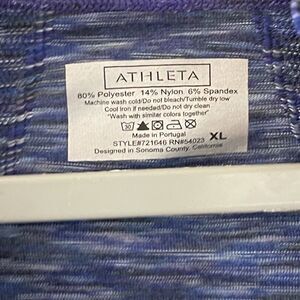 ATHLETA
80% Polyester 14% Nylon 6% Spandex
Machine wash cold/Do not bleach/Tumble dry low
Cool Iron if needed/Do not dry clean
"Wash with similar colors together"
Made in Portugal
STYLE#721646 RN#54023 XL
Designed in Sonoma County, California